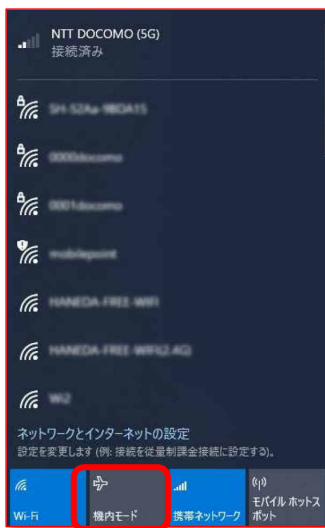 NTT DOCOMO (5G)
接続済み
SH-52Aa-9BDA15
0000docomo
0001docomo
mobilepoint
HANEDA-FREE-WIFI
HANEDA-FREE-WIFI(2.4G)
Wi2
ネットワークとインターネットの設定
設定を変更します (例: 接続を従量制課金接続に設定する)。
Wi-Fi
機内モード
携帯ネットワーク
モバイル ホットス
ポット